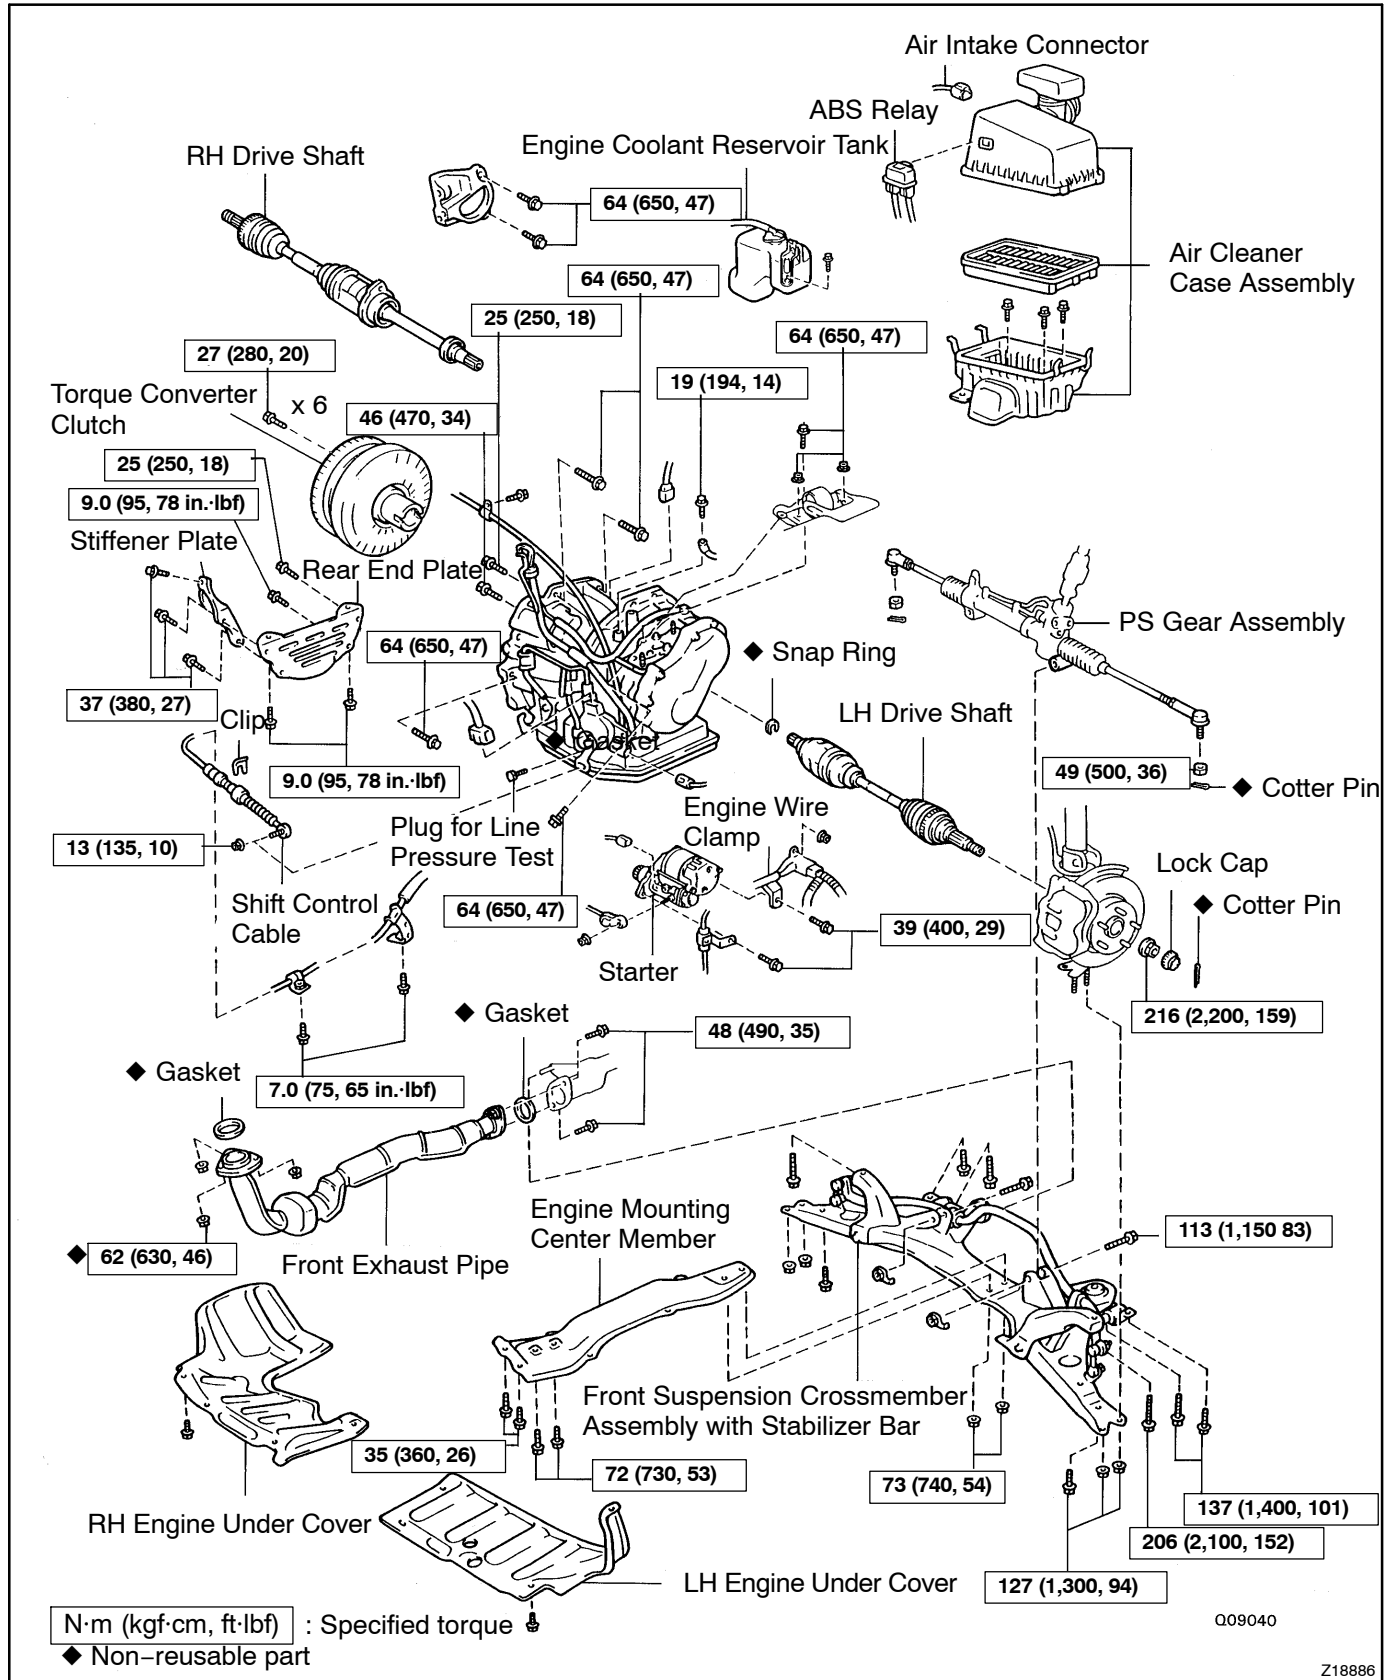 Air Intake Connector
ABS Relay
Engine Coolant Reservoir Tank
RH Drive Shaft
64 (650, 47)
Air Cleaner
Case Assembly
64 (650, 47)
25 (250, 18)
64 (650, 47)
27 (280, 20)
19 (194, 14)
Torque Converter
Clutch
x 6
46 (470, 34)
25 (250, 18)
9.0 (95, 78 in.·lbf)
Stiffener Plate
Rear End Plate
PS Gear Assembly
64 (650, 47)
◆ Snap Ring
37 (380, 27)
Clip
LH Drive Shaft
◆ Gasket
9.0 (95, 78 in.·lbf)
49 (500, 36)
◆ Cotter Pin
Engine Wire
Clamp
Plug for Line
Pressure Test
13 (135, 10)
Lock Cap
◆ Cotter Pin
Shift Control
Cable
64 (650, 47)
39 (400, 29)
Starter
216 (2,200, 159)
◆ Gasket
48 (490, 35)
◆ Gasket
7.0 (75, 65 in.·lbf)
Engine Mounting
Center Member
113 (1,150 83)
◆ 62 (630, 46)
Front Exhaust Pipe
Front Suspension Crossmember
Assembly with Stabilizer Bar
35 (360, 26)
72 (730, 53)
73 (740, 54)
137 (1,400, 101)
RH Engine Under Cover
206 (2,100, 152)
LH Engine Under Cover
127 (1,300, 94)
N·m (kgf·cm, ft·lbf) : Specified torque
◆ Non−reusable part
Q09040
Z18886